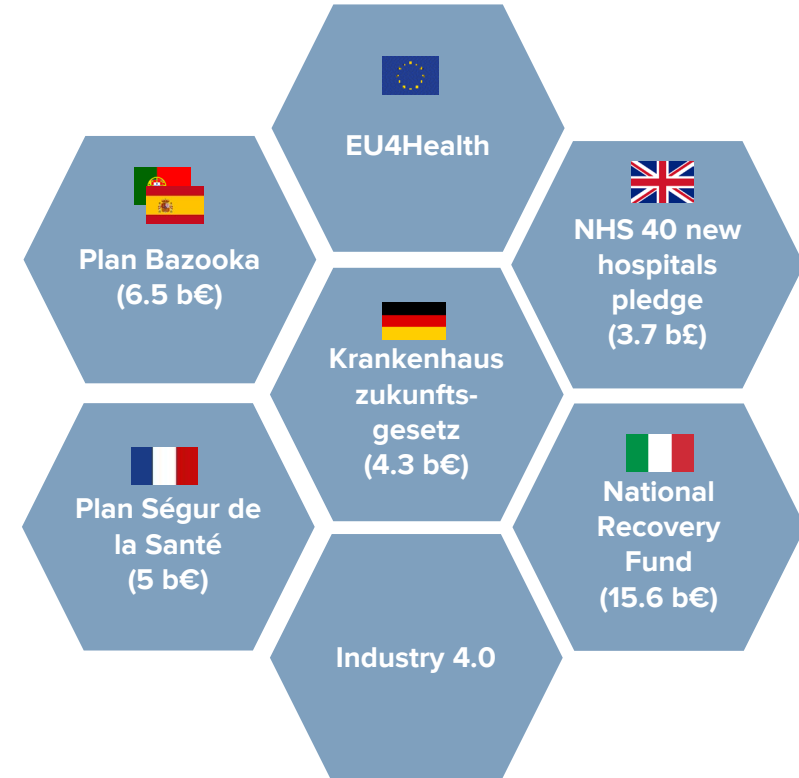 EU4Health
Plan Bazooka
(6.5 b€)
NHS 40 new
hospitals
pledge
(3.7 b£)
Krankenhaus
zukunfts-
gesetz
(4.3 b€)
Plan Ségur de
la Santé
(5 b€)
National
Recovery
Fund
(15.6 b€)
Industry 4.0